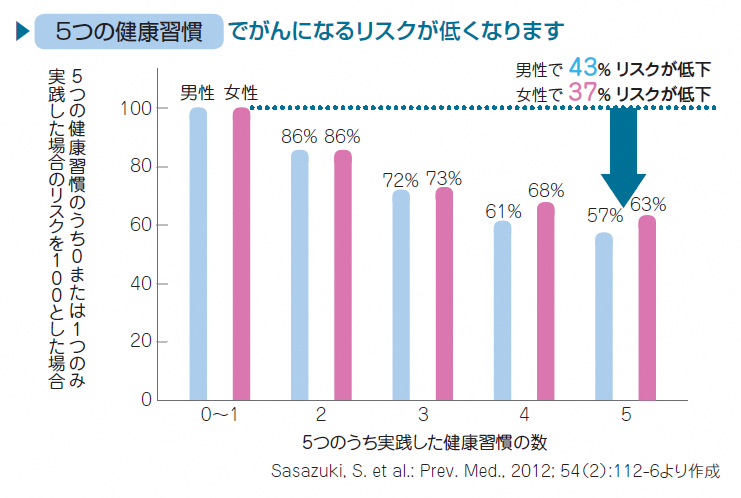 ▶ 5つの健康習慣 でがんになるリスクが低くなります
男性で 43% リスクが低下
女性で 37% リスクが低下
5つの健康習慣のうち0または1つのみ
実践した場合のリスクを100とした場合
男性 女性
100
80
60
40
20
0
86% 86%
72% 73%
61% 68%
57% 63%
0〜1 2 3 4 5
5つのうち実践した健康習慣の数
Sasazuki, S. et al.: Prev. Med., 2012; 54(2):112-6より作成